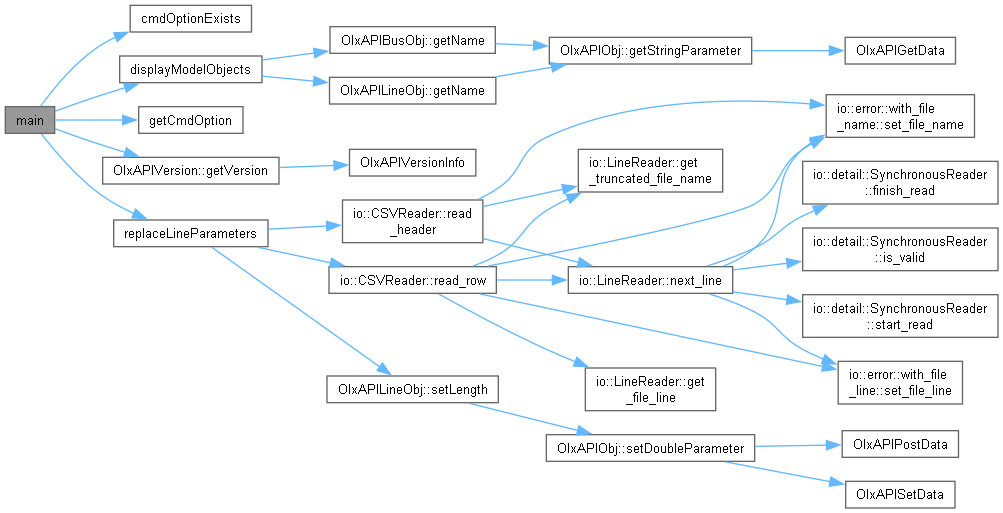 main
cmdOptionExists
displayModelObjects
getCmdOption
OlxAPIVersion::getVersion
replaceLineParameters
OlxAPIBusObj::getName
OlxAPILineObj::getName
OlxAPIVersionInfo
io::CSVReader::read
_header
io::CSVReader::read_row
OlxAPILineObj::setLength
OlxAPIObj::getStringParameter
io::LineReader::get
_truncated_file_name
io::LineReader::next_line
io::LineReader::get
_file_line
OlxAPIObj::setDoubleParameter
OlxAPIGetData
io::error::with_file
_name::set_file_name
io::detail::SynchronousReader
::finish_read
io::detail::SynchronousReader
::is_valid
io::detail::SynchronousReader
::start_read
io::error::with_file
_line::set_file_line
OlxAPIPostData
OlxAPISetData